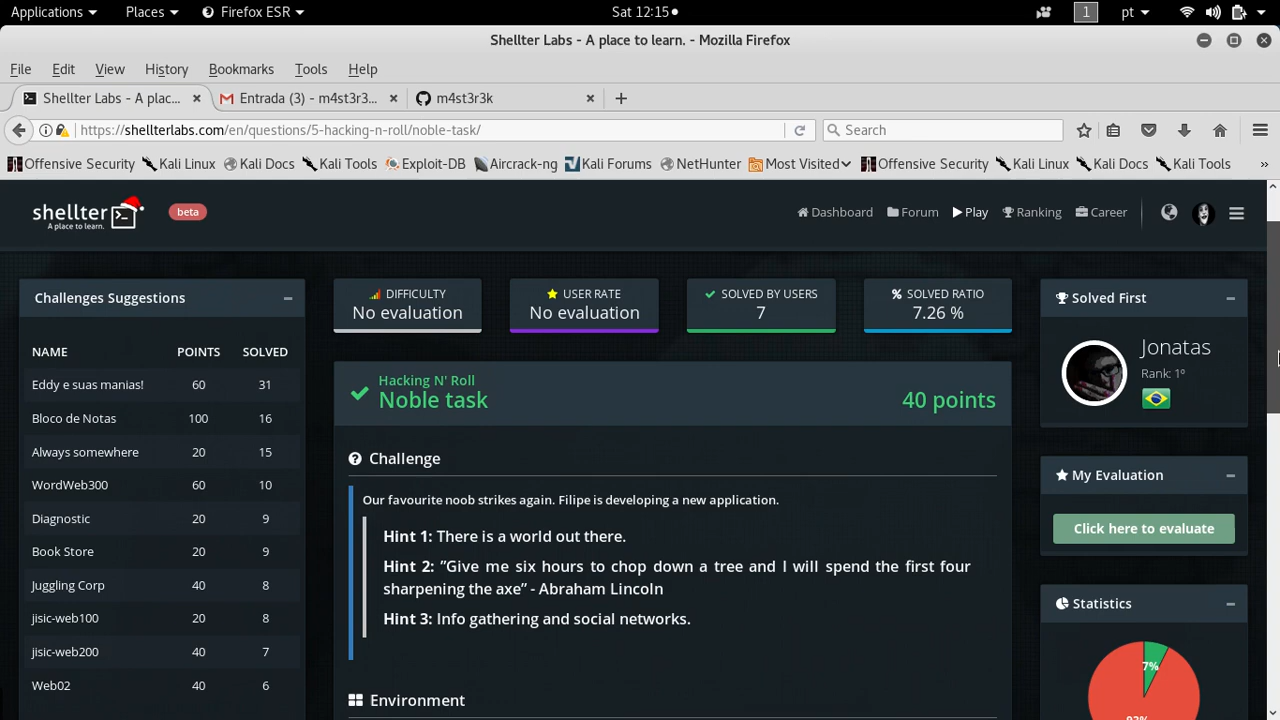 Applications Places Firefox ESR Sat 12:15 1 pt
Shellter Labs - A place to learn. - Mozilla Firefox
File Edit View History Bookmarks Tools Help
Shellter Labs - A plac... × Entrada (3) - m4st3r3... × m4st3r3k × +
https://shellterlabs.com/en/questions/5-hacking-n-roll/noble-task/ Search
Offensive Security Kali Linux Kali Docs Kali Tools Exploit-DB Aircrack-ng Kali Forums NetHunter Most Visited Offensive Security Kali Linux Kali Docs Kali Tools »
shellter beta Dashboard Forum Play Ranking Career
A place to learn.
Challenges Suggestions
NAME POINTS SOLVED
Eddy e suas manias! 60 31
Bloco de Notas 100 16
Always somewhere 20 15
WordWeb300 60 10
Diagnostic 20 9
Book Store 20 9
Juggling Corp 40 8
jisic-web100 20 8
jisic-web200 40 7
Web02 40 6
DIFFICULTY
No evaluation
USER RATE
No evaluation
SOLVED BY USERS
7
% SOLVED RATIO
7.26 %
Hacking N' Roll
Noble task 40 points
Challenge
Our favourite noob strikes again. Filipe is developing a new application.
Hint 1: There is a world out there.
Hint 2: ”Give me six hours to chop down a tree and I will spend the first four
sharpening the axe” - Abraham Lincoln
Hint 3: Info gathering and social networks.
Environment
Solved First
Jonatas
Rank: 1º
My Evaluation
Click here to evaluate
Statistics
7%
93%